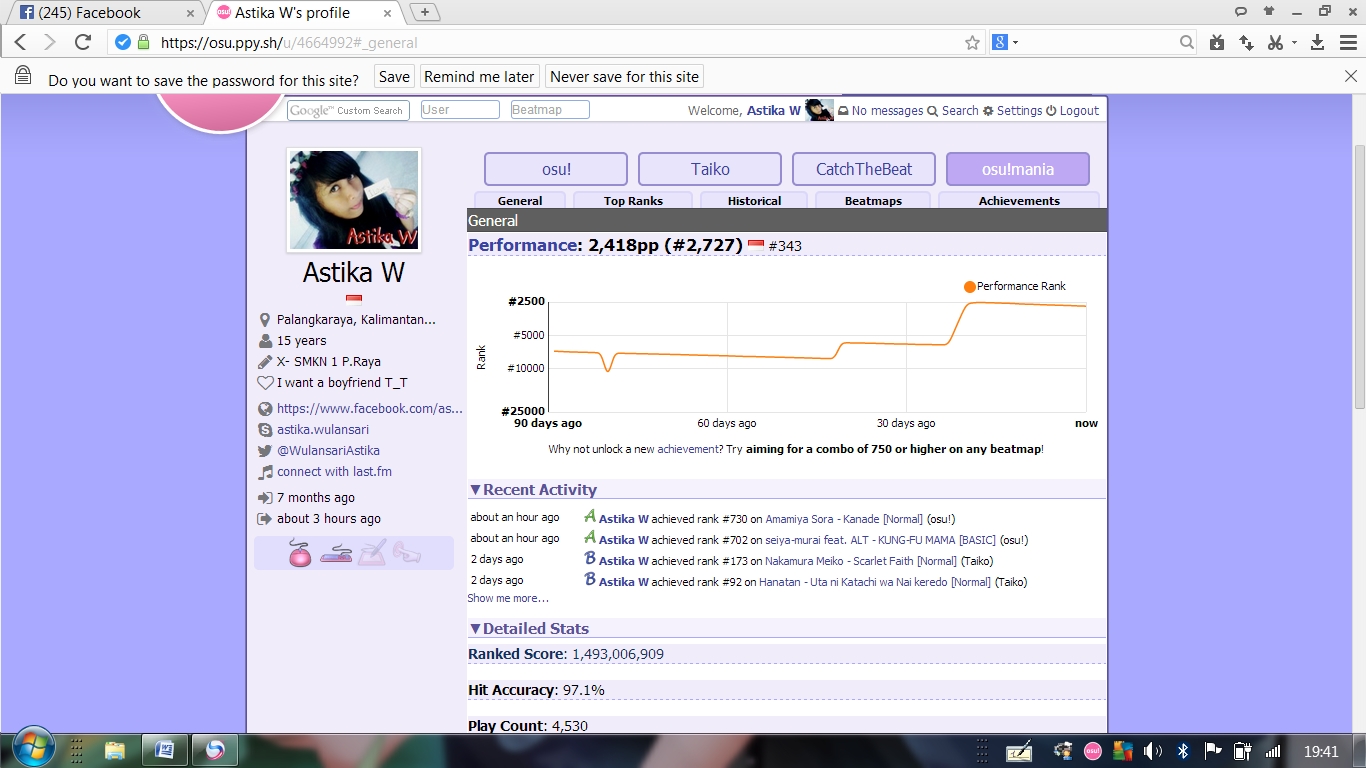 (245) Facebook
Astika W's profile
https://osu.ppy.sh/u/4664992#_general
Do you want to save the password for this site?
Save
Remind me later
Never save for this site
Google™ Custom Search
User
Beatmap
Welcome, Astika W
No messages
Search
Settings
Logout
osu!
Taiko
CatchTheBeat
osu!mania
General
Top Ranks
Historical
Beatmaps
Achievements
General
Astika W
Astika W
Palangkaraya, Kalimantan...
15 years
X- SMKN 1 P.Raya
I want a boyfriend T_T
https://www.facebook.com/as...
astika.wulansari
@WulansariAstika
connect with last.fm
7 months ago
about 3 hours ago
Performance: 2,418pp (#2,727) #343
Performance Rank
Rank
#2500
#5000
#10000
#25000
90 days ago
60 days ago
30 days ago
now
Why not unlock a new achievement? Try aiming for a combo of 750 or higher on any beatmap!
▼Recent Activity
about an hour ago A Astika W achieved rank #730 on Amamiya Sora - Kanade [Normal] (osu!)
about an hour ago A Astika W achieved rank #702 on seiya-murai feat. ALT - KUNG-FU MAMA [BASIC] (osu!)
2 days ago B Astika W achieved rank #173 on Nakamura Meiko - Scarlet Faith [Normal] (Taiko)
2 days ago B Astika W achieved rank #92 on Hanatan - Uta ni Katachi wa Nai keredo [Normal] (Taiko)
Show me more...
▼Detailed Stats
Ranked Score: 1,493,006,909
Hit Accuracy: 97.1%
Play Count: 4,530
osu!
19:41